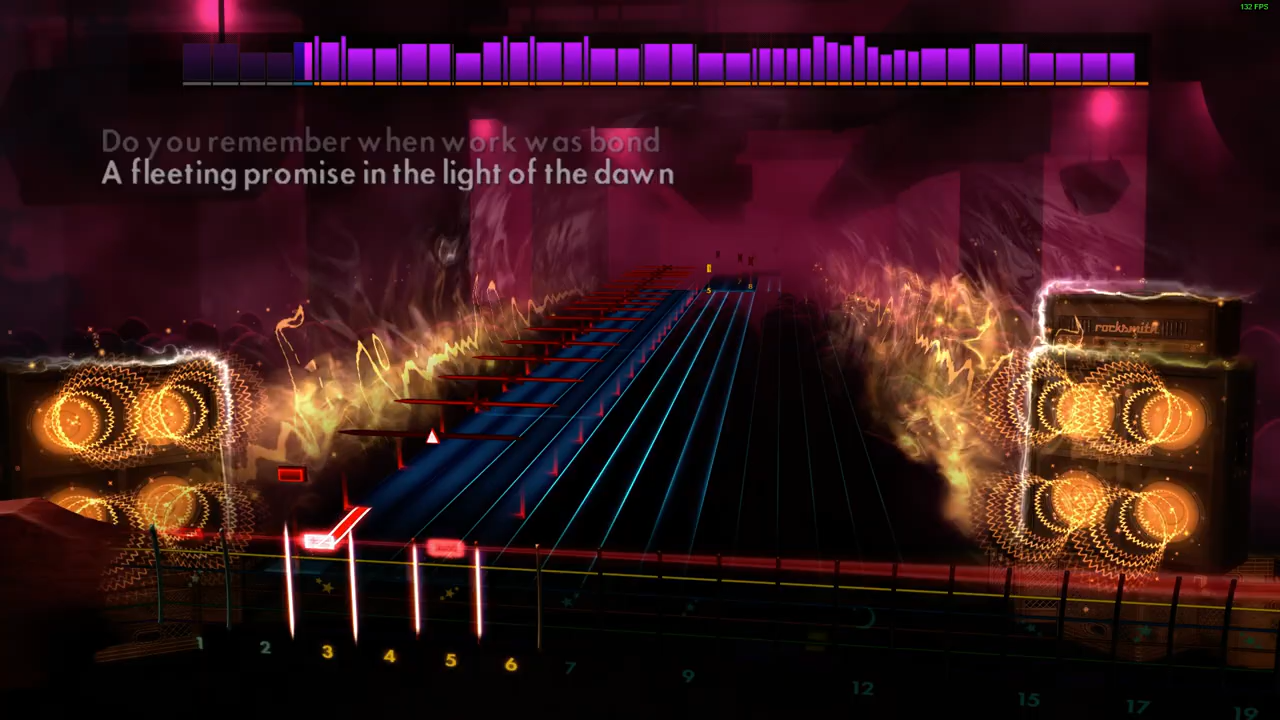 132 FPS
Do you remember when work was bond
A fleeting promise in the light of the dawn
rocksmith
1 2 3 4 5 6 7 9 12 15 17 19